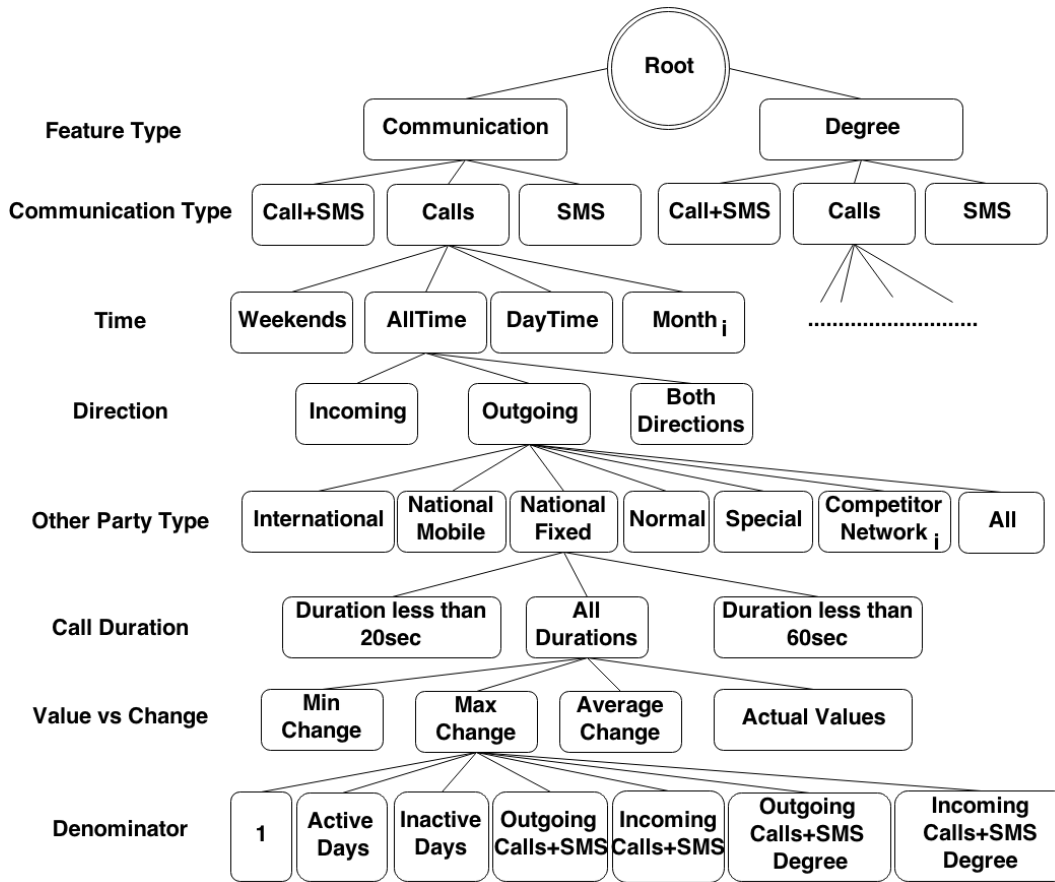 Root
Feature Type
Communication
Degree
Communication Type
Call+SMS
Calls
SMS
Call+SMS
Calls
SMS
Time
Weekends
AllTime
DayTime
Month i
............................
Direction
Incoming
Outgoing
Both
Directions
Other Party Type
International
National
Mobile
National
Fixed
Normal
Special
Competitor
Network i
All
Call Duration
Duration less than
20sec
All
Durations
Duration less than
60sec
Value vs Change
Min
Change
Max
Change
Average
Change
Actual Values
Denominator
1
Active
Days
Inactive
Days
Outgoing
Calls+SMS
Incoming
Calls+SMS
Outgoing
Calls+SMS
Degree
Incoming
Calls+SMS
Degree